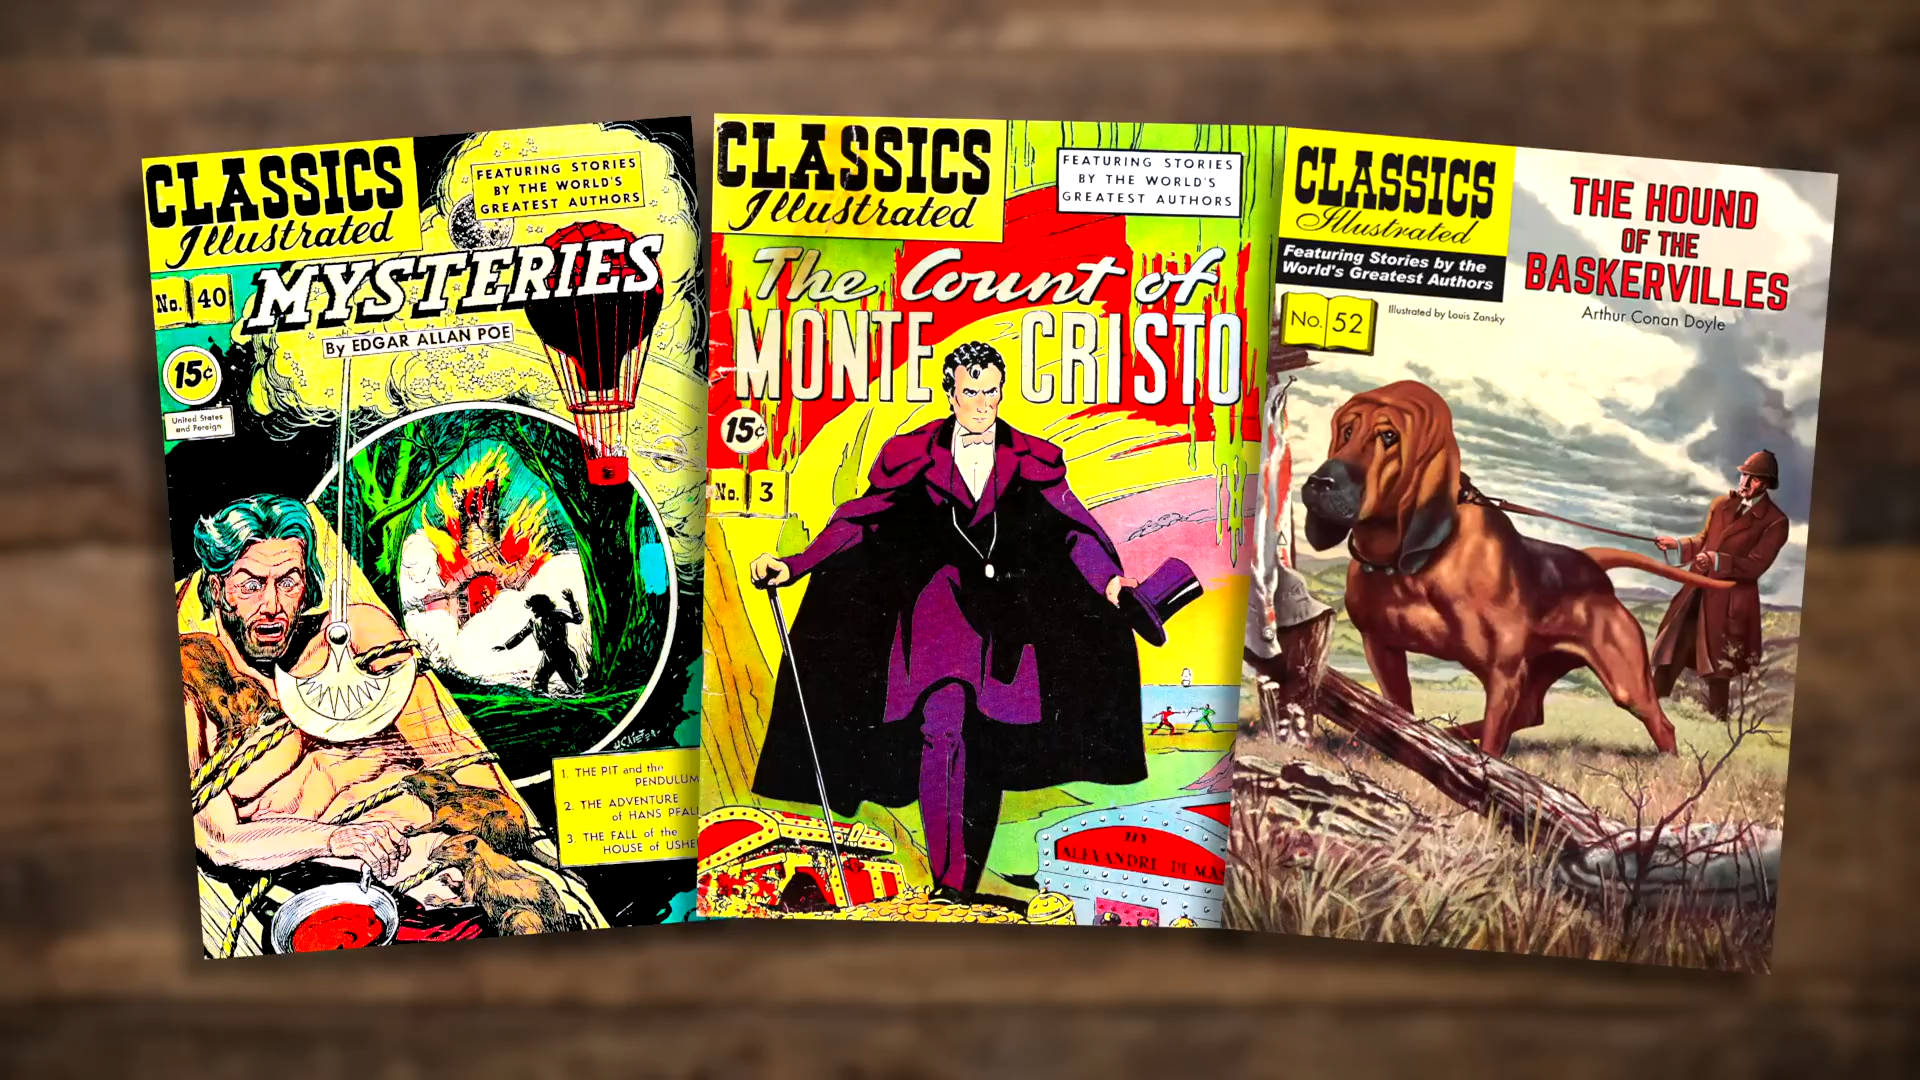 CLASSICS
Illustrated
FEATURING STORIES
BY THE WORLD'S
GREATEST AUTHORS
No. 40
MYSTERIES
By EDGAR ALLAN POE
15¢
United States
and Foreign
H.C.KIEFER
1. THE PIT and the
PENDULUM
2. THE ADVENTURE
of HANS PFALL
3. THE FALL of the
HOUSE of USHE
CLASSICS
Illustrated
FEATURING STORIES
BY THE WORLD'S
GREATEST AUTHORS
The Count of
MONTE CRISTO
15¢
No. 3
BY
ALEXANDRE DUMAS
CLASSICS
Illustrated
Featuring Stories by the
World's Greatest Authors
No. 52
THE HOUND
OF THE
BASKERVILLES
Arthur Conan Doyle
Illustrated by Louis Zansky